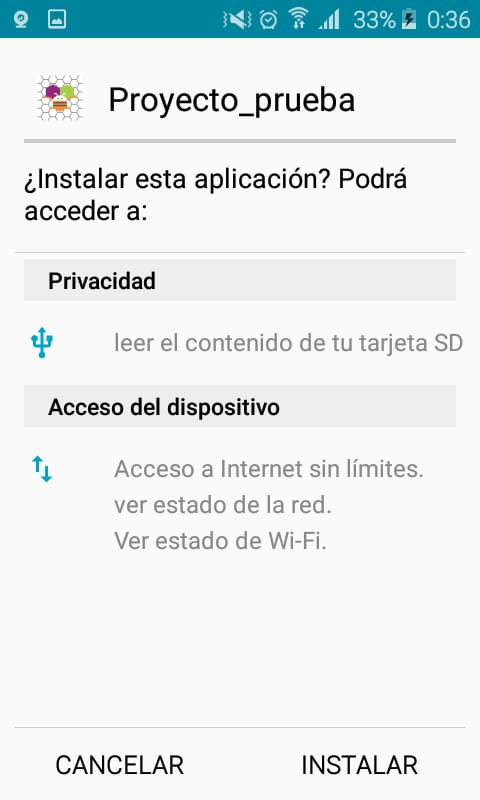 33% 0:36
Proyecto_prueba
¿Instalar esta aplicación? Podrá
acceder a:
Privacidad
leer el contenido de tu tarjeta SD
Acceso del dispositivo
Acceso a Internet sin límites.
ver estado de la red.
Ver estado de Wi-Fi.
CANCELAR INSTALAR